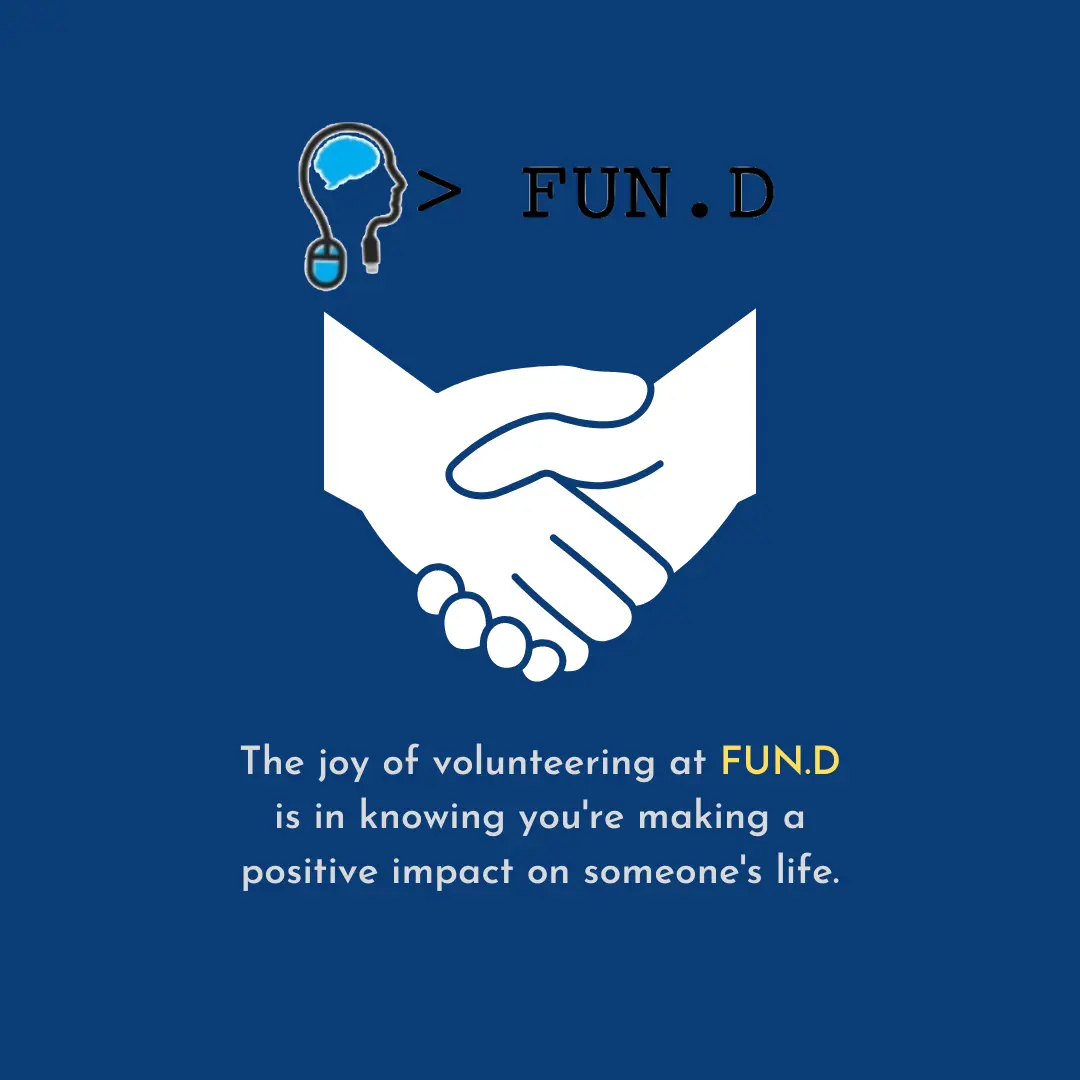 > FUN.D
The joy of volunteering at FUN.D
is in knowing you're making a
positive impact on someone's life.